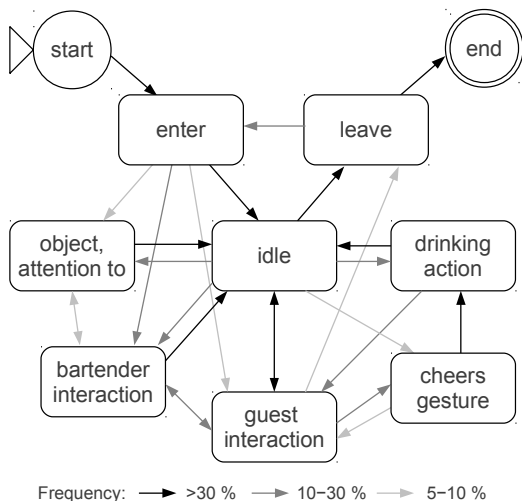 start
end
enter
leave
object,
attention to
idle
drinking
action
bartender
interaction
guest
interaction
cheers
gesture
Frequency: >30 % 10−30 % 5−10 %